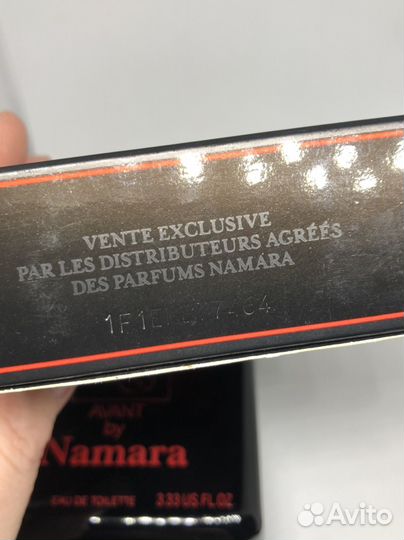 VENTE EXCLUSIVE
PAR LES DISTRIBUTEURS AGRÉÉS
DES PARFUMS NAMARA
AVANT
by
Namara
EAU DE TOILETTE 3.33 US FL.OZ.
Avito